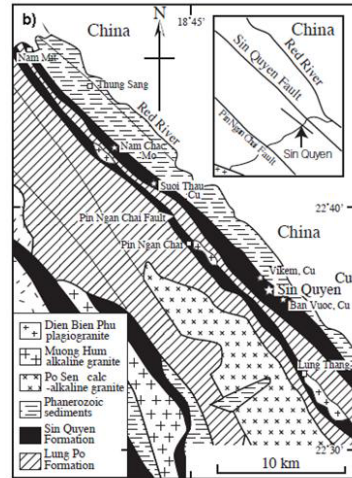 b)
China
N
18°45'
China
Sin Quyen Fault
Red River
Pin Ngan Chai Fault
Sin Quyen
Nam Mit
Thung Sang
Red River
Nam Chac,
Mo
Suoi Thau,
Cu
22°40'
Pin Ngan Chai Fault
China
Pin Ngan Chai
Vikem, Cu
Cu
Sin Quyen
Ban Vuoc, Cu
Lung Thang
Dien Bien Phu
plagiogranite
Muong Hum
alkaline granite
Po Sen calc
-alkaline granite
Phanerozoic
sediments
Sin Quyen
Formation
Lung Po
Formation
22°30'
10 km